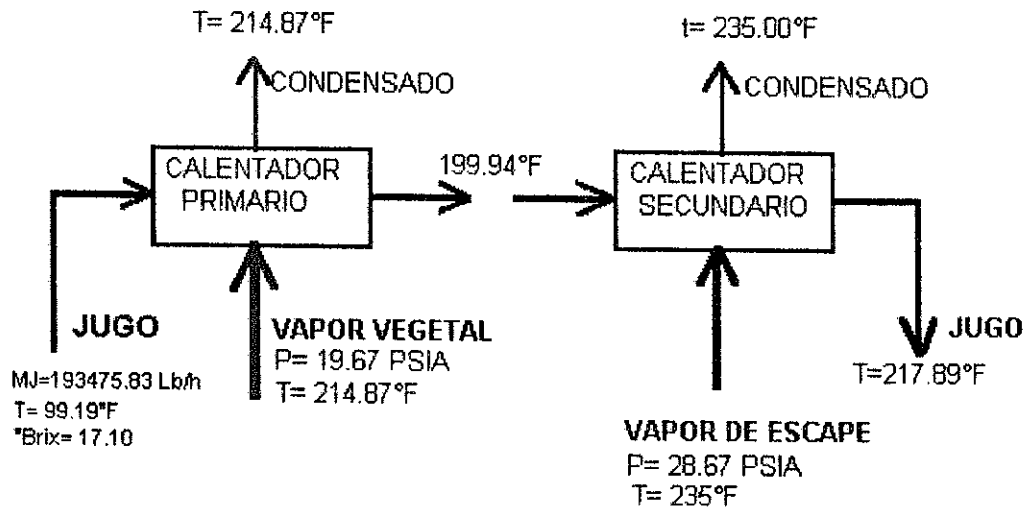 T= 214.87°F
CONDENSADO
CALENTADOR
PRIMARIO
199.94°F
t= 235.00°F
CONDENSADO
CALENTADOR
SECUNDARIO
JUGO
MJ=193475.83 Lb/h
T= 99.19°F
°Brix= 17.10
VAPOR VEGETAL
P= 19.67 PSIA
T= 214.87°F
VAPOR DE ESCAPE
P= 28.67 PSIA
T= 235°F
JUGO
T=217.89°F